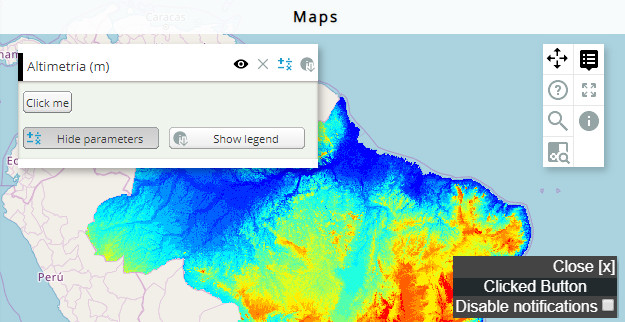 Maps
Caracas
Altimetria (m)
Click me
Hide parameters
Show legend
Perú
Close [x]
Clicked Button
Disable notifications